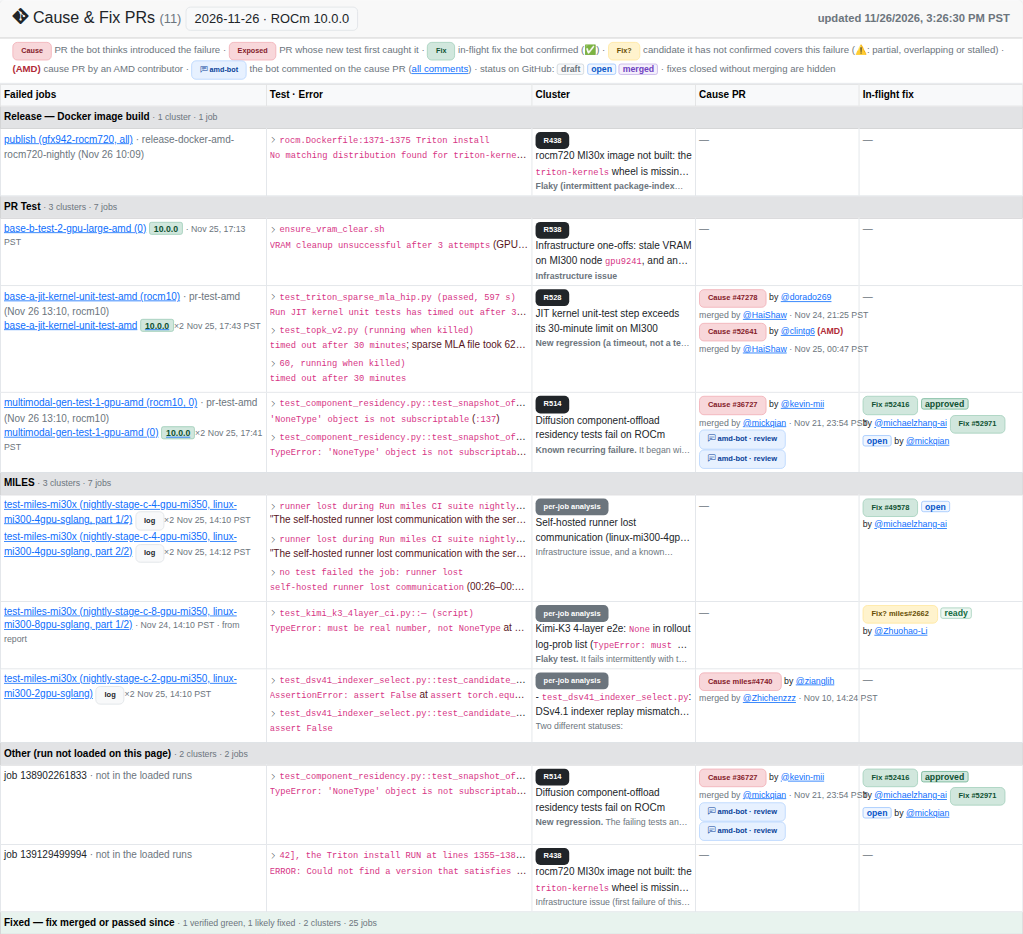 Cause & Fix PRs (11) 2026-11-26 · ROCm 10.0.0 updated 11/26/2026, 3:26:30 PM PST
Cause PR the bot thinks introduced the failure · Exposed PR whose new test first caught it · Fix in-flight fix the bot confirmed (✅) · Fix? candidate it has not confirmed covers this failure (⚠️: partial, overlapping or stalled) ·
(AMD) cause PR by an AMD contributor · amd-bot the bot commented on the cause PR (all comments) · status on GitHub: draft open merged · fixes closed without merging are hidden
Failed jobs Test · Error Cluster Cause PR In-flight fix
Release — Docker image build · 1 cluster · 1 job
publish (gfx942-rocm720, all) · release-docker-amd-
rocm720-nightly (Nov 26 10:09)
rocm.Dockerfile:1371-1375 Triton install
No matching distribution found for triton-kerne…
R438
rocm720 MI30x image not built: the
triton-kernels wheel is missin…
Flaky (intermittent package-index…
—
—
PR Test · 3 clusters · 7 jobs
base-b-test-2-gpu-large-amd (0) 10.0.0 · Nov 25, 17:13
PST
ensure_vram_clear.sh
VRAM cleanup unsuccessful after 3 attempts (GPU…
R538
Infrastructure one-offs: stale VRAM
on MI300 node gpu9241, and an…
Infrastructure issue
—
—
base-a-jit-kernel-unit-test-amd (rocm10) · pr-test-amd
(Nov 26 13:10, rocm10)
base-a-jit-kernel-unit-test-amd 10.0.0 ×2 Nov 25, 17:43 PST
test_triton_sparse_mla_hip.py (passed, 597 s)
Run JIT kernel unit tests has timed out after 3…
test_topk_v2.py (running when killed)
timed out after 30 minutes; sparse MLA file took 62…
60, running when killed)
timed out after 30 minutes
R528
JIT kernel unit-test step exceeds
its 30-minute limit on MI300
New regression (a timeout, not a te…
Cause #47278 by @dorado269
merged by @HaiShaw · Nov 24, 21:25 PST
Cause #52641 by @clintg6 (AMD)
merged by @HaiShaw · Nov 25, 00:47 PST
—
multimodal-gen-test-1-gpu-amd (rocm10, 0) · pr-test-amd
(Nov 26 13:10, rocm10)
multimodal-gen-test-1-gpu-amd (0) 10.0.0 ×2 Nov 25, 17:41
PST
test_component_residency.py::test_snapshot_of…
'NoneType' object is not subscriptable (:137)
test_component_residency.py::test_snapshot_of…
TypeError: 'NoneType' object is not subscriptab…
R514
Diffusion component-offload
residency tests fail on ROCm
Known recurring failure. It began wi…
Cause #36727 by @kevin-mii
merged by @mickqian · Nov 21, 23:54 PST
amd-bot · review
amd-bot · review
Fix #52416 approved
by @michaelzhang-ai Fix #52971
open by @mickqian
MILES · 3 clusters · 7 jobs
test-miles-mi30x (nightly-stage-c-4-gpu-mi350, linux-
mi300-4gpu-sglang, part 1/2) log ×2 Nov 25, 14:10 PST
test-miles-mi30x (nightly-stage-c-4-gpu-mi350, linux-
mi300-4gpu-sglang, part 2/2) log ×2 Nov 25, 14:12 PST
runner lost during Run miles CI suite nightly…
"The self-hosted runner lost communication with the ser…
runner lost during Run miles CI suite nightly…
"The self-hosted runner lost communication with the ser…
no test failed the job: runner lost
self-hosted runner lost communication (00:26–00:…
per-job analysis
Self-hosted runner lost
communication (linux-mi300-4gp…
Infrastructure issue, and a known…
—
Fix #49578 open
by @michaelzhang-ai
test-miles-mi30x (nightly-stage-c-8-gpu-mi350, linux-
mi300-8gpu-sglang, part 1/2) · Nov 24, 14:10 PST · from
report
test_kimi_k3_4layer_ci.py::— (script)
TypeError: must be real number, not NoneType at …
per-job analysis
Kimi-K3 4-layer e2e: None in rollout
log-prob list (TypeError: must …
Flaky test. It fails intermittently with t…
—
Fix? miles#2662 ready
by @Zhuohao-Li
test-miles-mi30x (nightly-stage-c-2-gpu-mi350, linux-
mi300-2gpu-sglang) log ×2 Nov 25, 14:10 PST
test_dsv41_indexer_select.py::test_candidate_…
AssertionError: assert False at assert torch.equ…
test_dsv41_indexer_select.py::test_candidate_…
assert False
per-job analysis
- test_dsv41_indexer_select.py:
DSv4.1 indexer replay mismatch…
Two different statuses:
Cause miles#4740 by @zianglih
merged by @Zhichenzzz · Nov 10, 14:24 PST
—
Other (run not loaded on this page) · 2 clusters · 2 jobs
job 138902261833 · not in the loaded runs
test_component_residency.py::test_snapshot_of…
TypeError: 'NoneType' object is not subscriptab…
R514
Diffusion component-offload
residency tests fail on ROCm
New regression. The failing tests an…
Cause #36727 by @kevin-mii
merged by @mickqian · Nov 21, 23:54 PST
amd-bot · review
amd-bot · review
Fix #52416 approved
by @michaelzhang-ai Fix #52971
open by @mickqian
job 139129499994 · not in the loaded runs
42], the Triton install RUN at lines 1355–138…
ERROR: Could not find a version that satisfies …
R438
rocm720 MI30x image not built: the
triton-kernels wheel is missin…
Infrastructure issue (first failure of this…
—
—
Fixed — fix merged or passed since · 1 verified green, 1 likely fixed · 2 clusters · 25 jobs